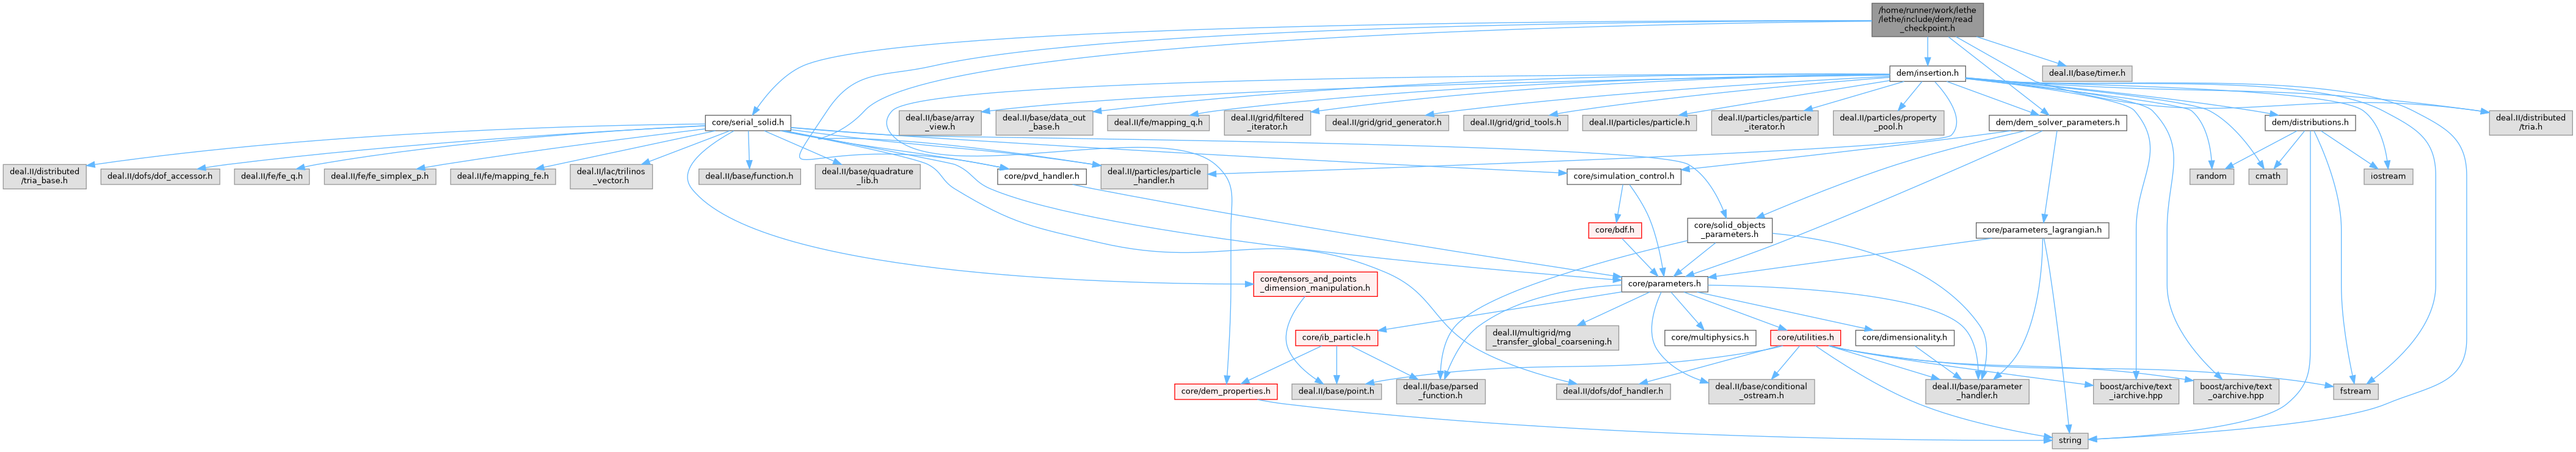 /home/runner/work/lethe
/lethe/include/dem/read
_checkpoint.h
dem/insertion.h
deal.II/base/timer.h
core/serial_solid.h
deal.II/base/array
_view.h
deal.II/base/data_out
_base.h
deal.II/fe/mapping_q.h
deal.II/grid/filtered
_iterator.h
deal.II/grid/grid_generator.h
deal.II/grid/grid_tools.h
deal.II/particles/particle.h
deal.II/particles/particle
_iterator.h
deal.II/particles/property
_pool.h
dem/dem_solver_parameters.h
dem/distributions.h
deal.II/distributed
/tria.h
deal.II/distributed
/tria_base.h
deal.II/dofs/dof_accessor.h
deal.II/fe/fe_q.h
deal.II/fe/fe_simplex_p.h
deal.II/fe/mapping_fe.h
deal.II/lac/trilinos
_vector.h
deal.II/base/function.h
deal.II/base/quadrature
_lib.h
core/pvd_handler.h
deal.II/particles/particle
_handler.h
core/simulation_control.h
random
cmath
iostream
core/bdf.h
core/solid_objects
_parameters.h
core/parameters_lagrangian.h
core/tensors_and_points
_dimension_manipulation.h
core/parameters.h
core/ib_particle.h
deal.II/multigrid/mg
_transfer_global_coarsening.h
core/multiphysics.h
core/utilities.h
core/dimensionality.h
core/dem_properties.h
deal.II/base/point.h
deal.II/base/parsed
_function.h
deal.II/dofs/dof_handler.h
deal.II/base/conditional
_ostream.h
deal.II/base/parameter
_handler.h
boost/archive/text
_iarchive.hpp
boost/archive/text
_oarchive.hpp
fstream
string